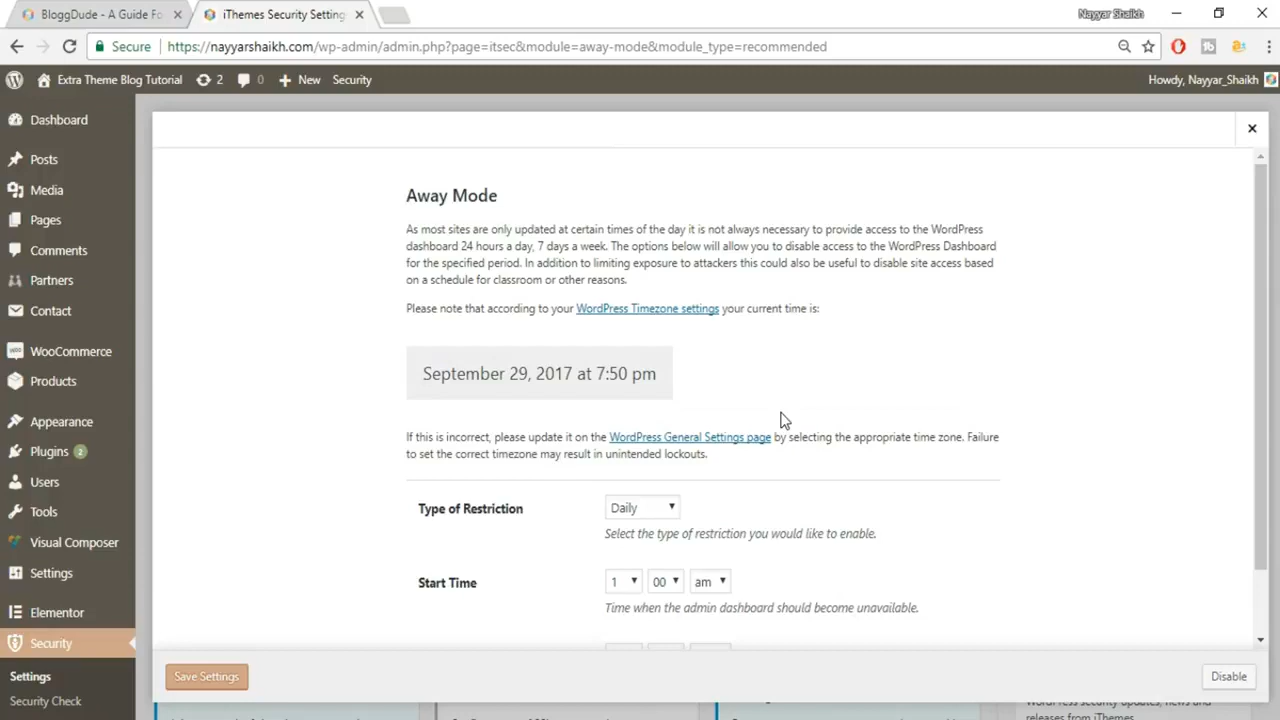 BloggDude - A Guide Fo
iThemes Security Setting
Nayyar Shaikh
Secure
https://nayyarshaikh.com/wp-admin/admin.php?page=itsec&module=away-mode&module_type=recommended
Extra Theme Blog Tutorial
2
0
New
Security
Howdy, Nayyar_Shaikh
Dashboard
Posts
Media
Pages
Comments
Partners
Contact
WooCommerce
Products
Appearance
Plugins 2
Users
Tools
Visual Composer
Settings
Elementor
Security
Settings
Security Check
Away Mode
As most sites are only updated at certain times of the day it is not always necessary to provide access to the WordPress
dashboard 24 hours a day, 7 days a week. The options below will allow you to disable access to the WordPress Dashboard
for the specified period. In addition to limiting exposure to attackers this could also be useful to disable site access based
on a schedule for classroom or other reasons.
Please note that according to your WordPress Timezone settings your current time is:
September 29, 2017 at 7:50 pm
If this is incorrect, please update it on the WordPress General Settings page by selecting the appropriate time zone. Failure
to set the correct timezone may result in unintended lockouts.
Type of Restriction
Daily
Select the type of restriction you would like to enable.
Start Time
1
00
am
Time when the admin dashboard should become unavailable.
Save Settings
Disable
WordPress security updates, news and
releases from iThemes.